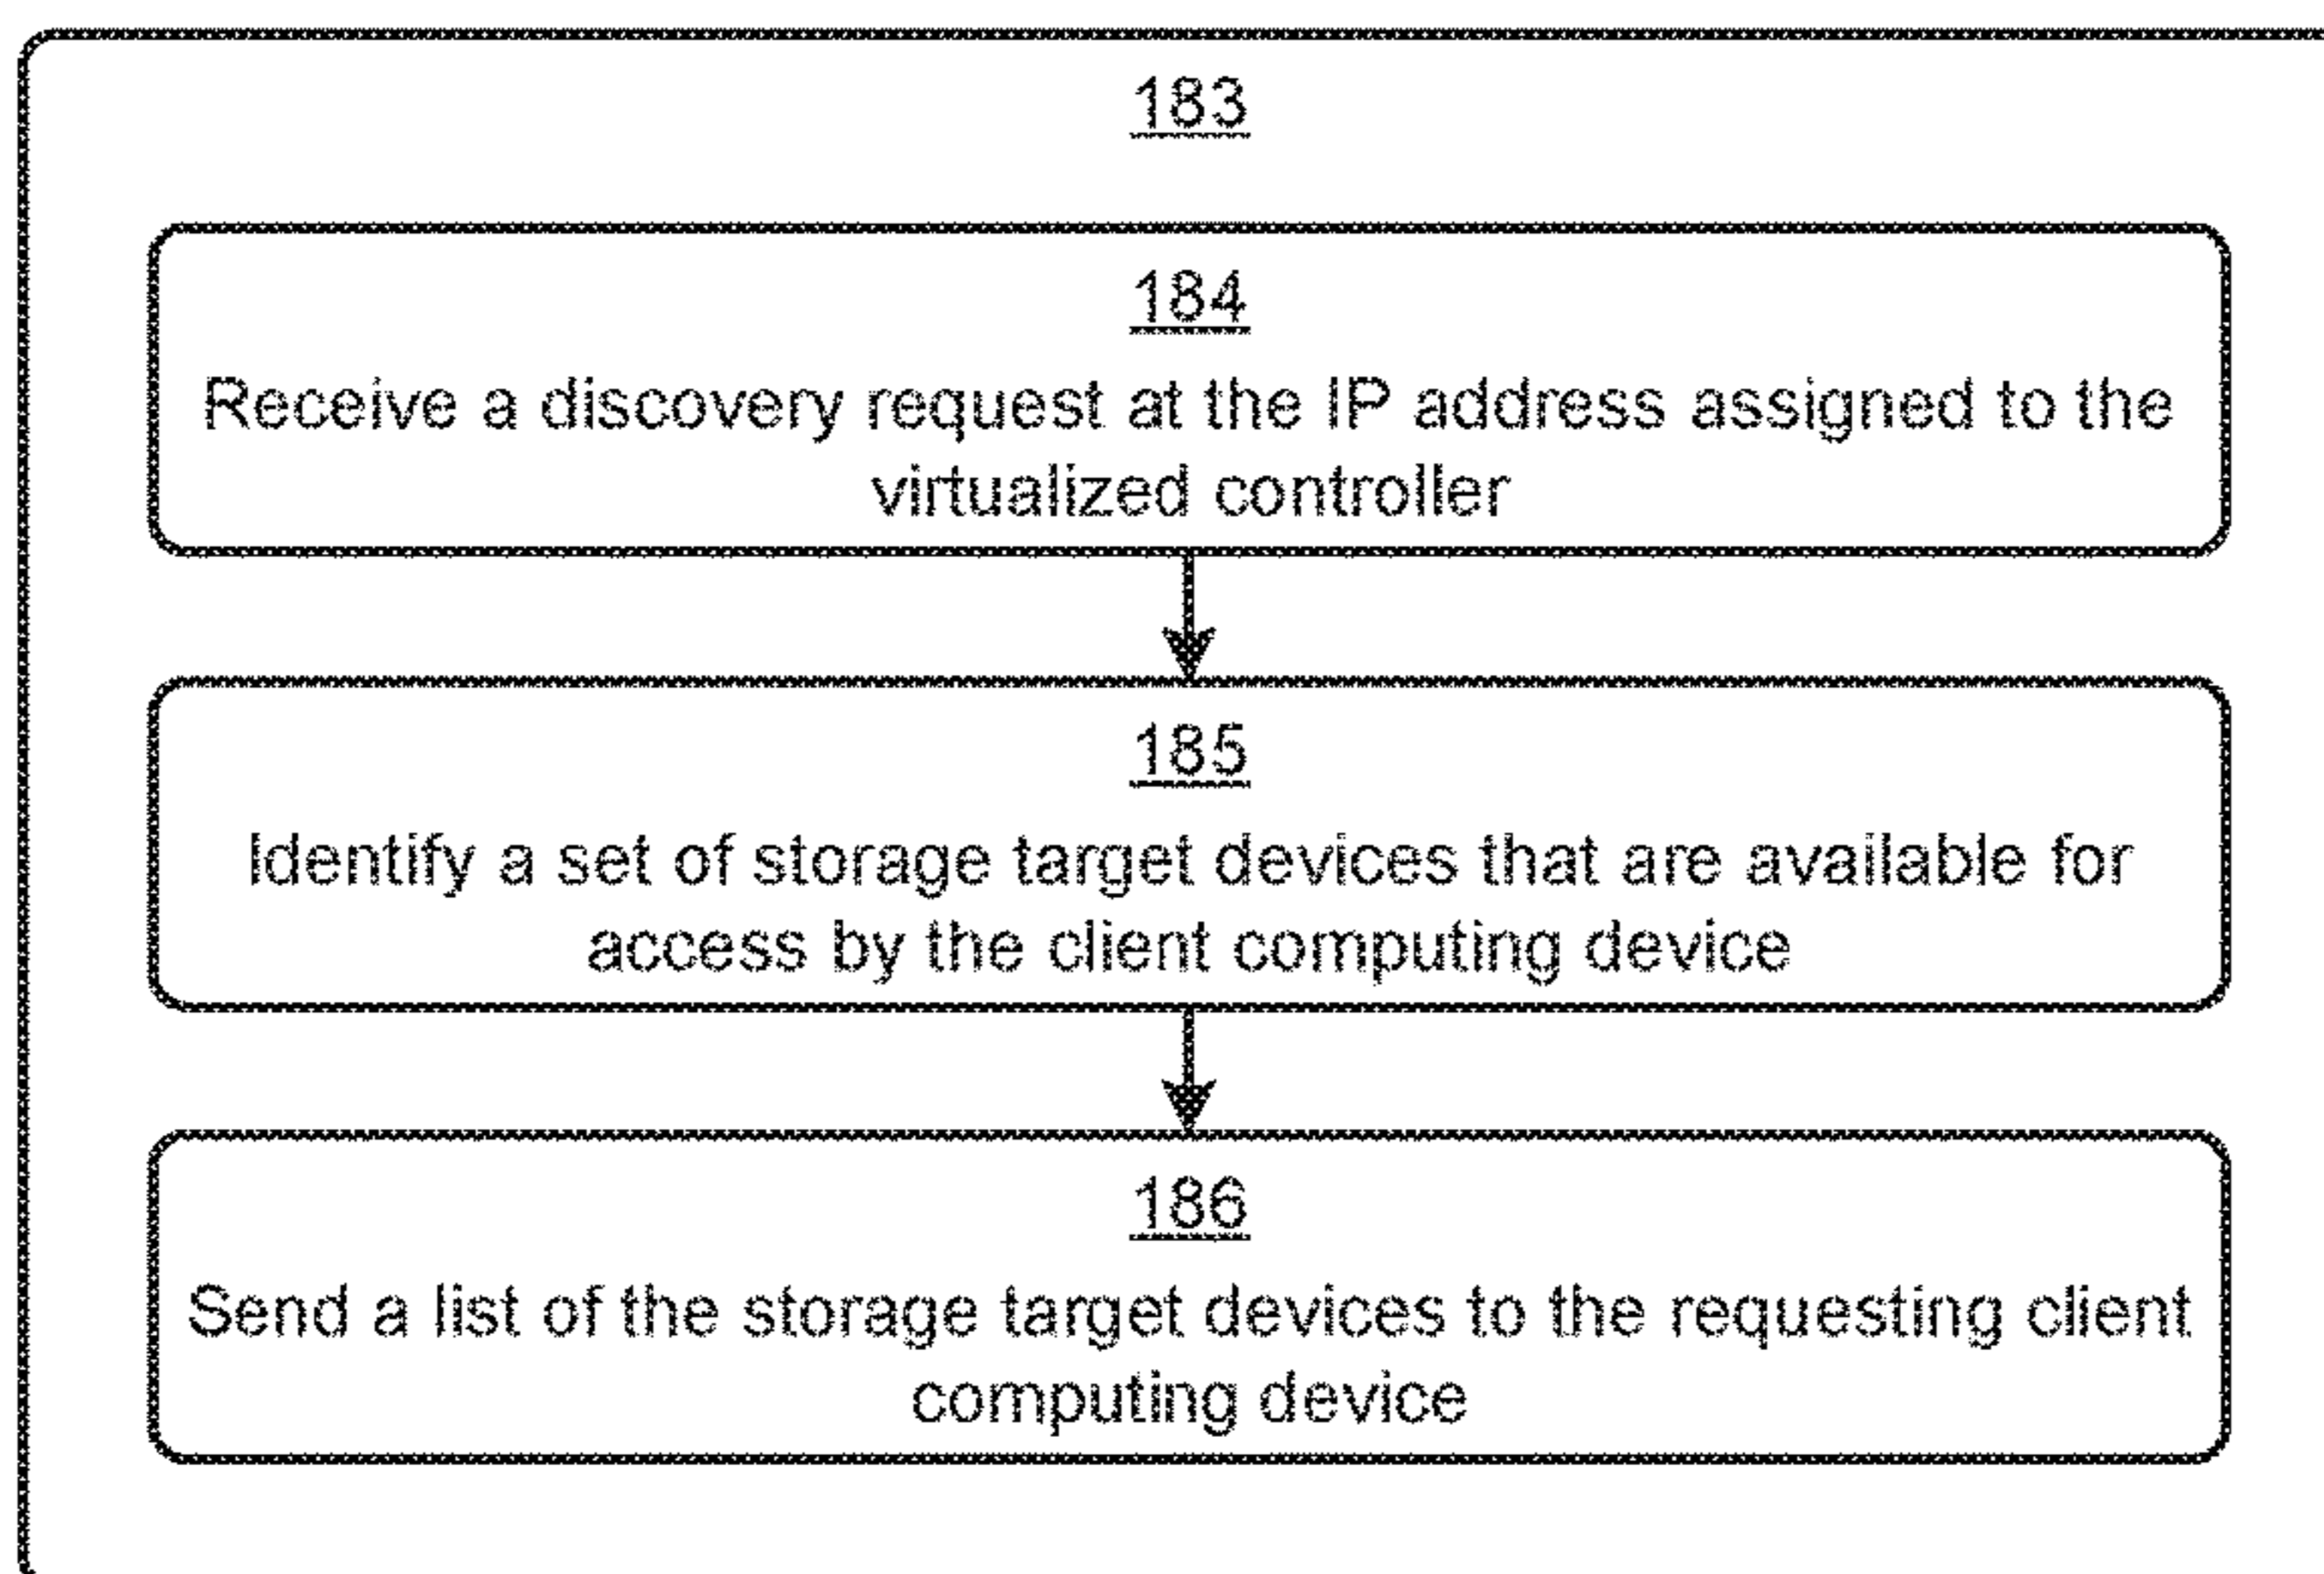 183
184
Receive a discovery request at the IP address assigned to the
virtualized controller
185
Identify a set of storage target devices that are available for
access by the client computing device
186
Send a list of the storage target devices to the requesting client
computing device